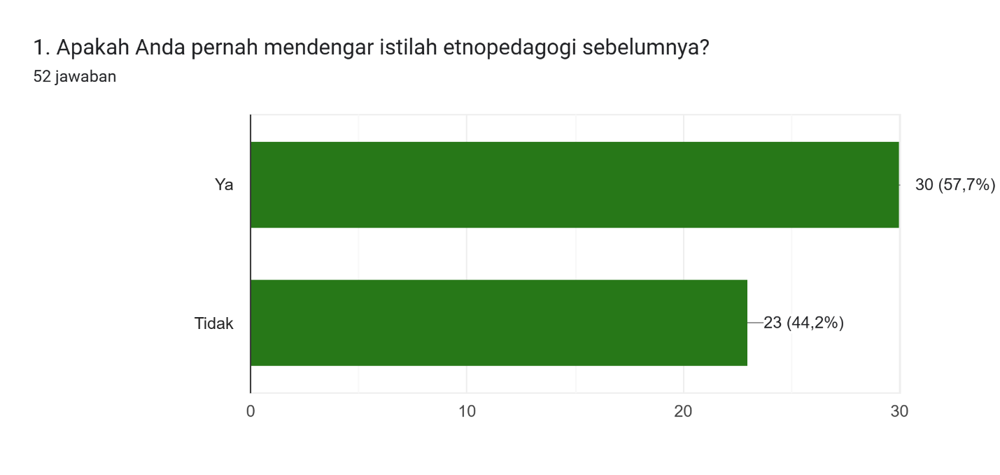 1. Apakah Anda pernah mendengar istilah etnopedagogi sebelumnya?
52 jawaban
Ya
30 (57,7%)
Tidak
23 (44,2%)
0
10
20
30